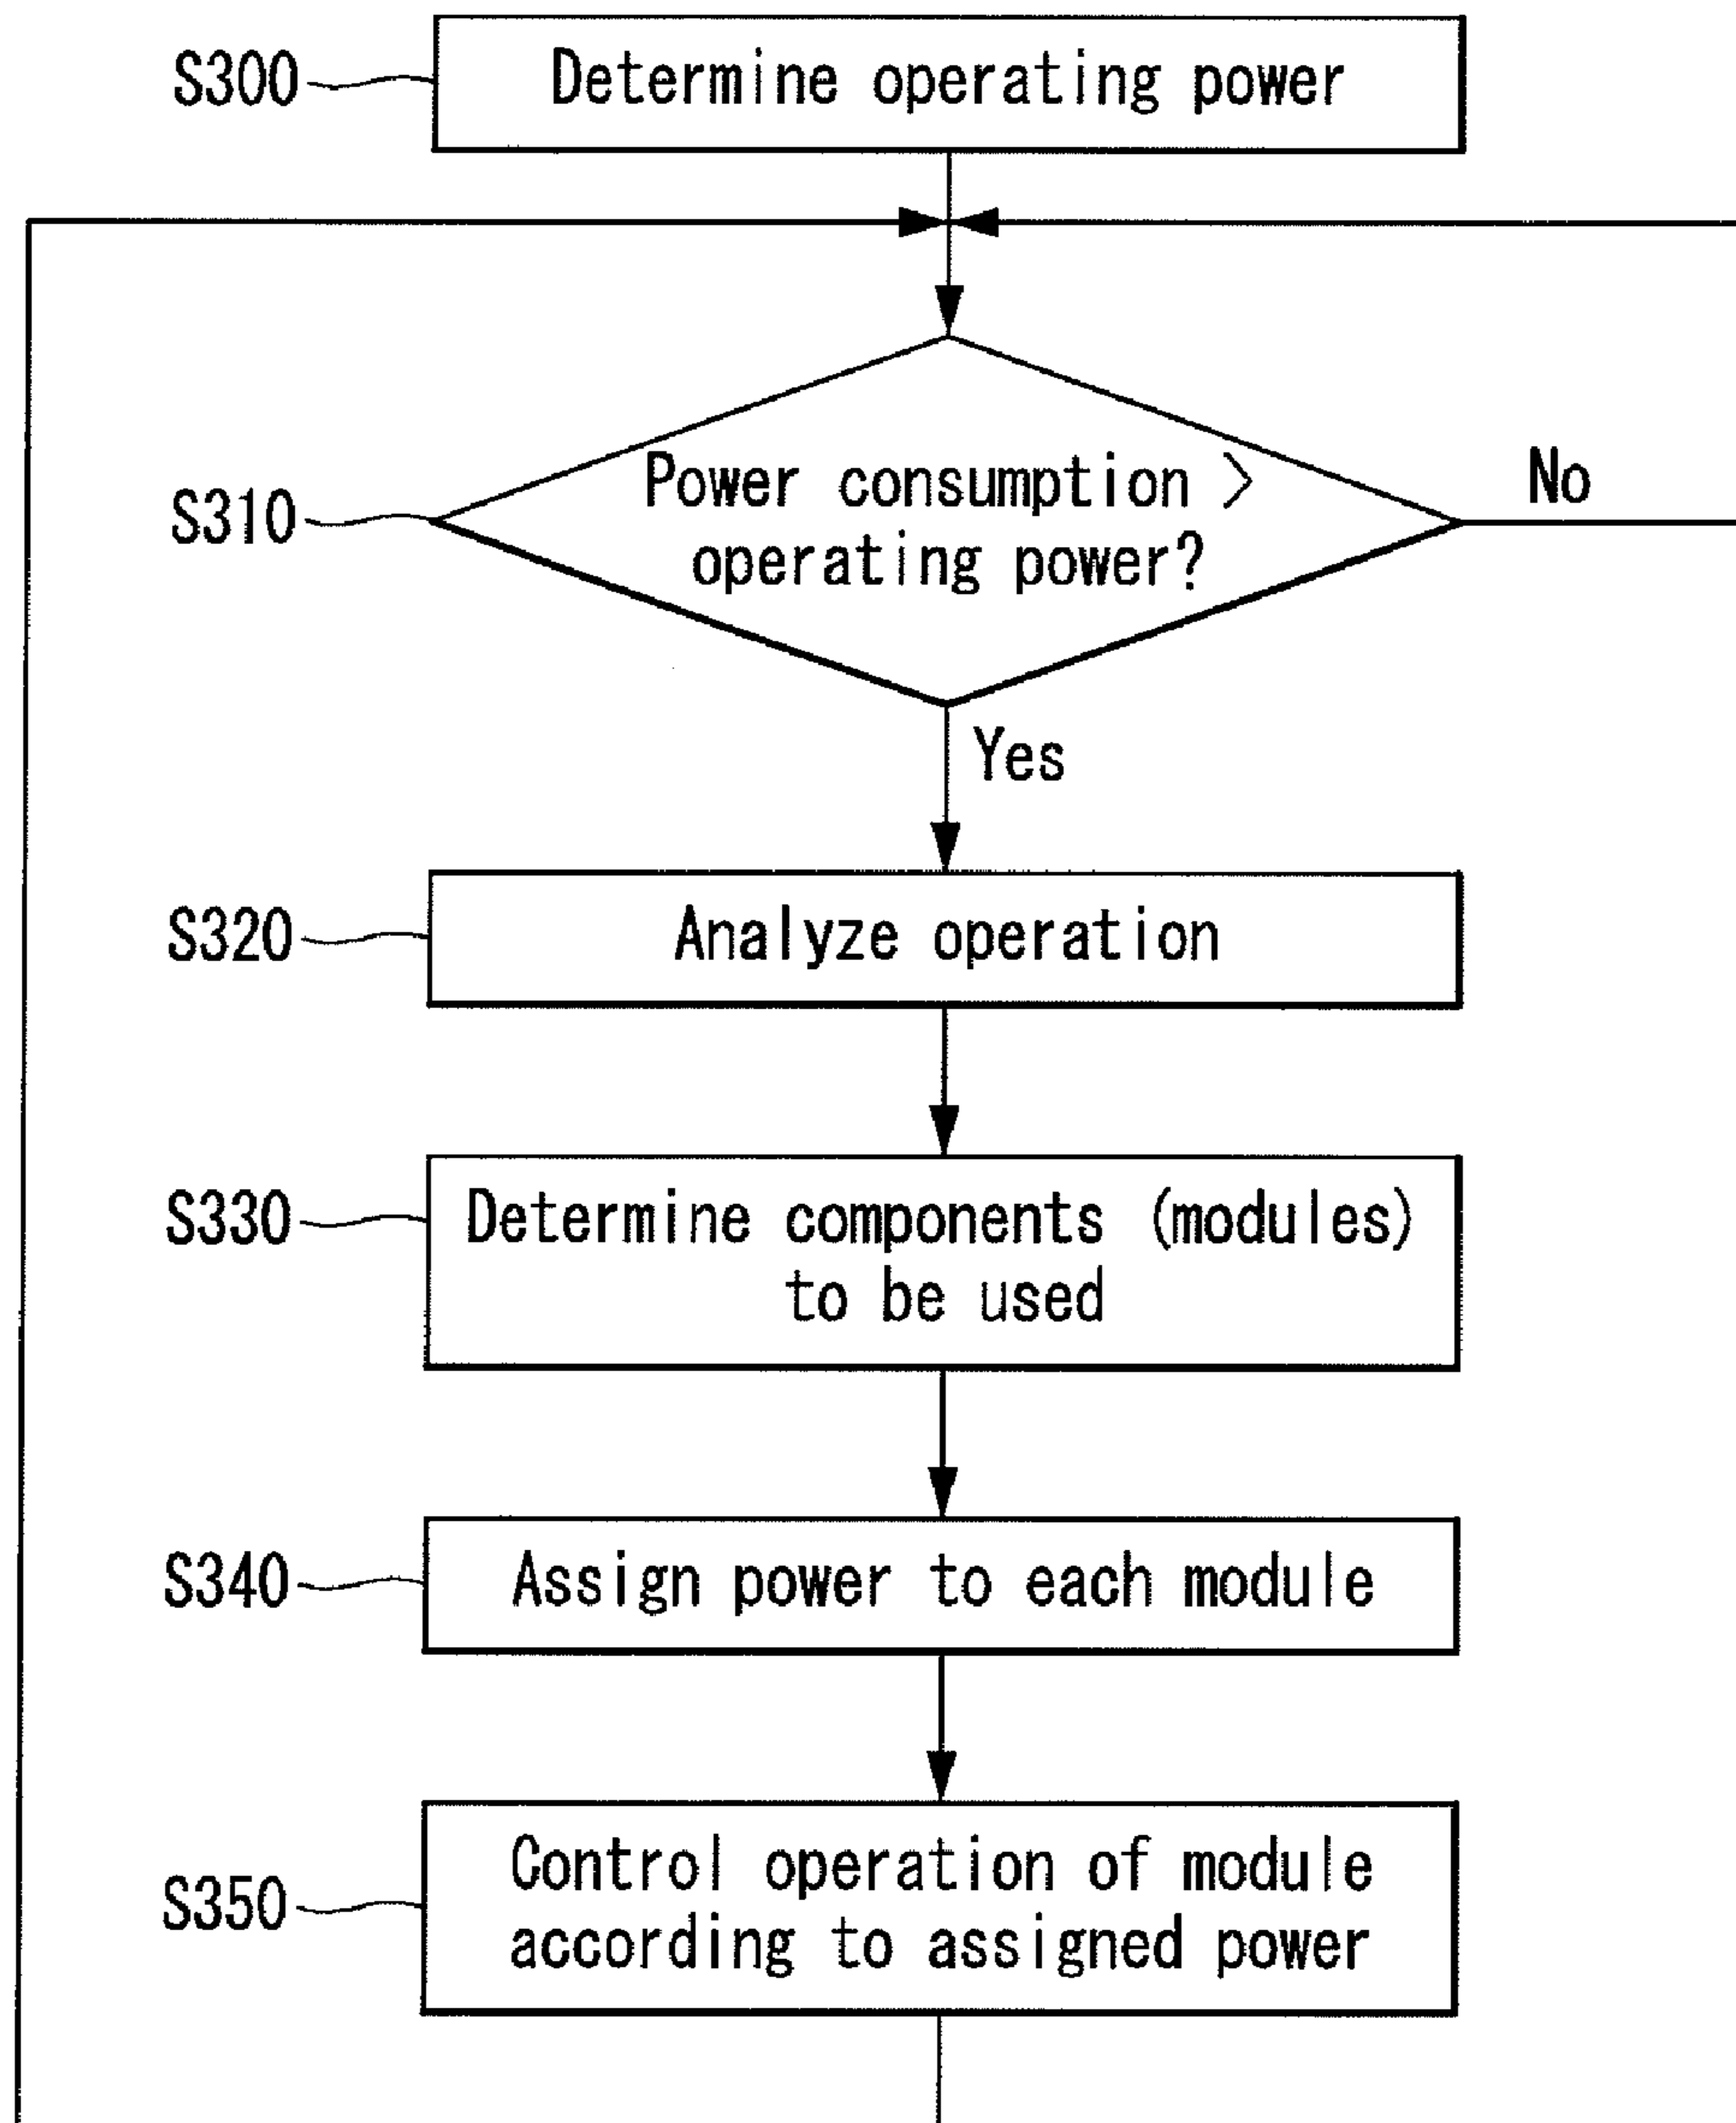 S300
Determine operating power
S310
Power consumption >
operating power?
No
Yes
S320
Analyze operation
S330
Determine components (modules)
to be used
S340
Assign power to each module
S350
Control operation of module
according to assigned power